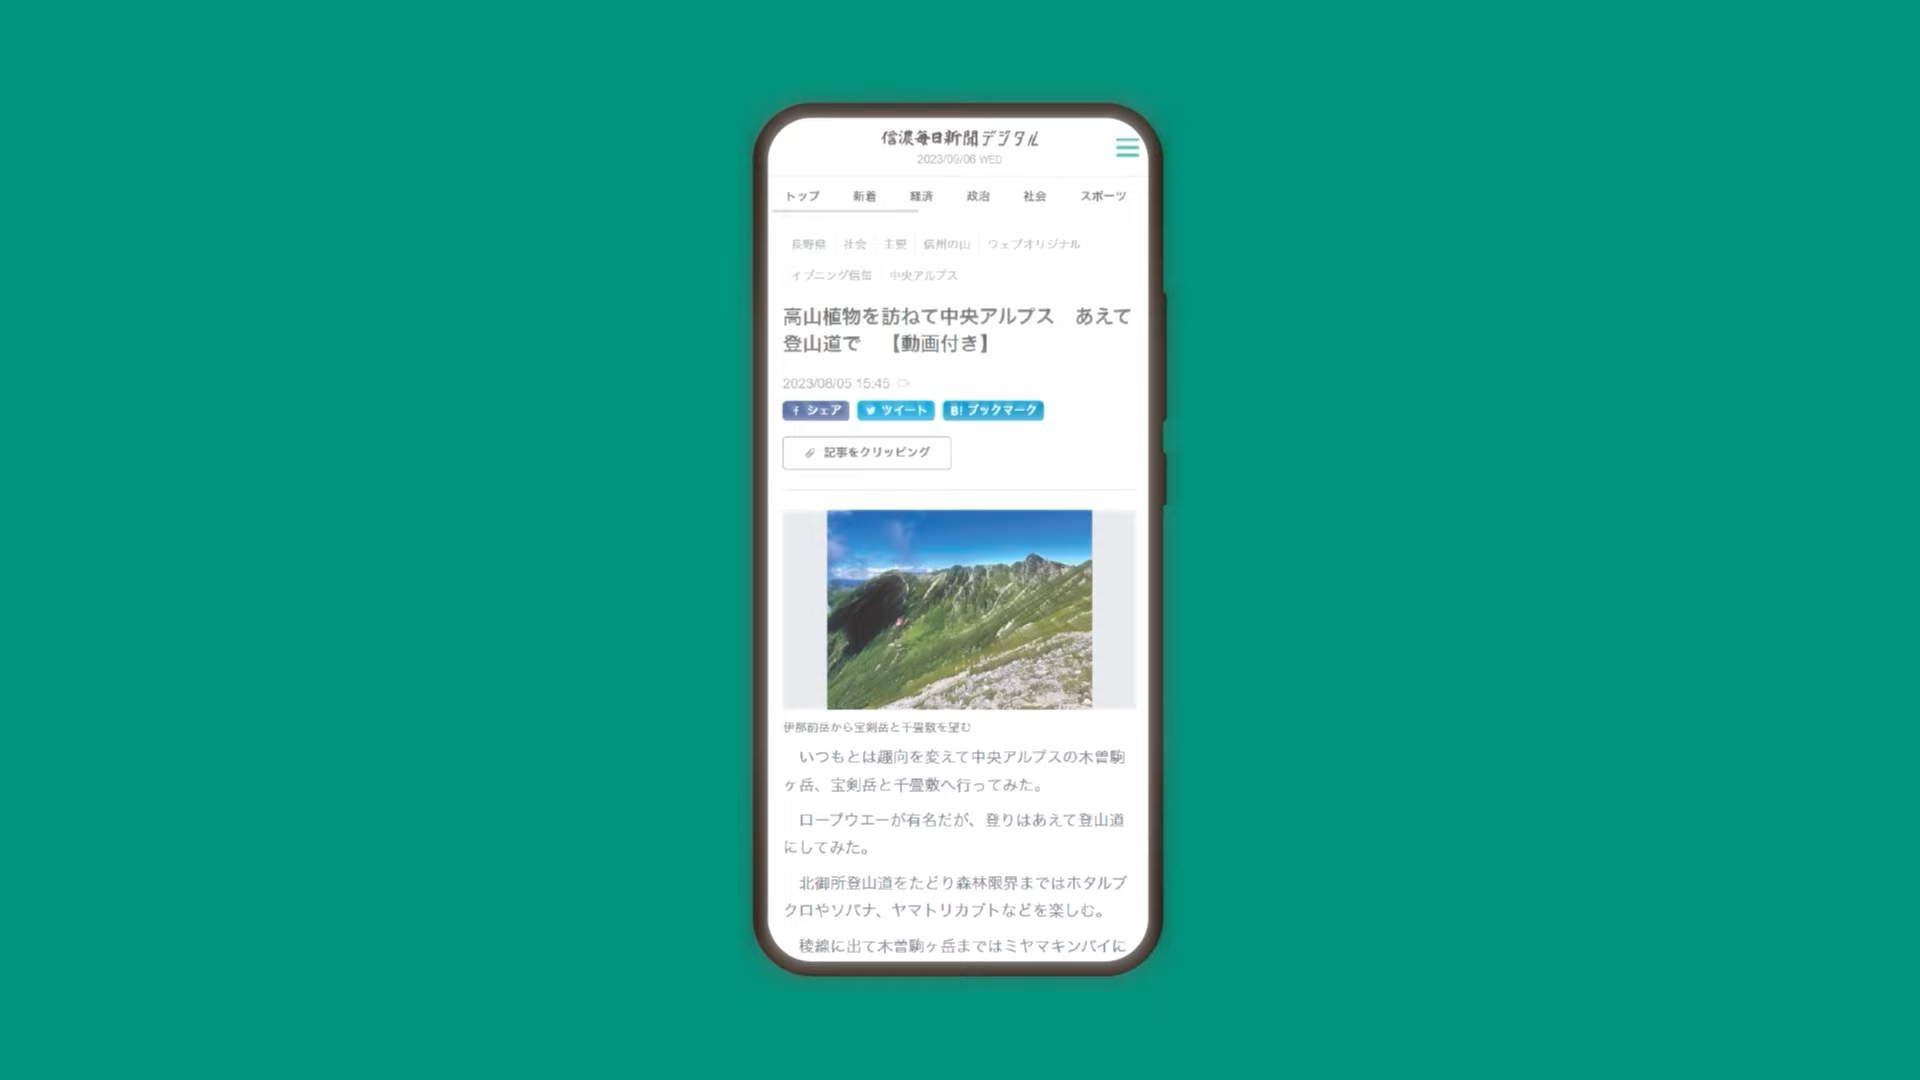 信濃毎日新聞デジタル
2023/09/06 WED
トップ 新着 経済 政治 社会 スポーツ
長野県 社会 主要 信州の山 ウェブオリジナル
イブニング信毎 中央アルプス
高山植物を訪ねて中央アルプス　あえて
登山道で　【動画付き】
2023/08/05 15:45
シェア ツイート B! ブックマーク
記事をクリッピング
伊那前岳から宝剣岳と千畳敷を望む
いつもとは趣向を変えて中央アルプスの木曽駒
ヶ岳、宝剣岳と千畳敷へ行ってみた。
ロープウエーが有名だが、登りはあえて登山道
にしてみた。
北御所登山道をたどり森林限界まではホタルブ
クロやソバナ、ヤマトリカブトなどを楽しむ。
稜線に出て木曽駒ヶ岳まではミヤマキンバイに